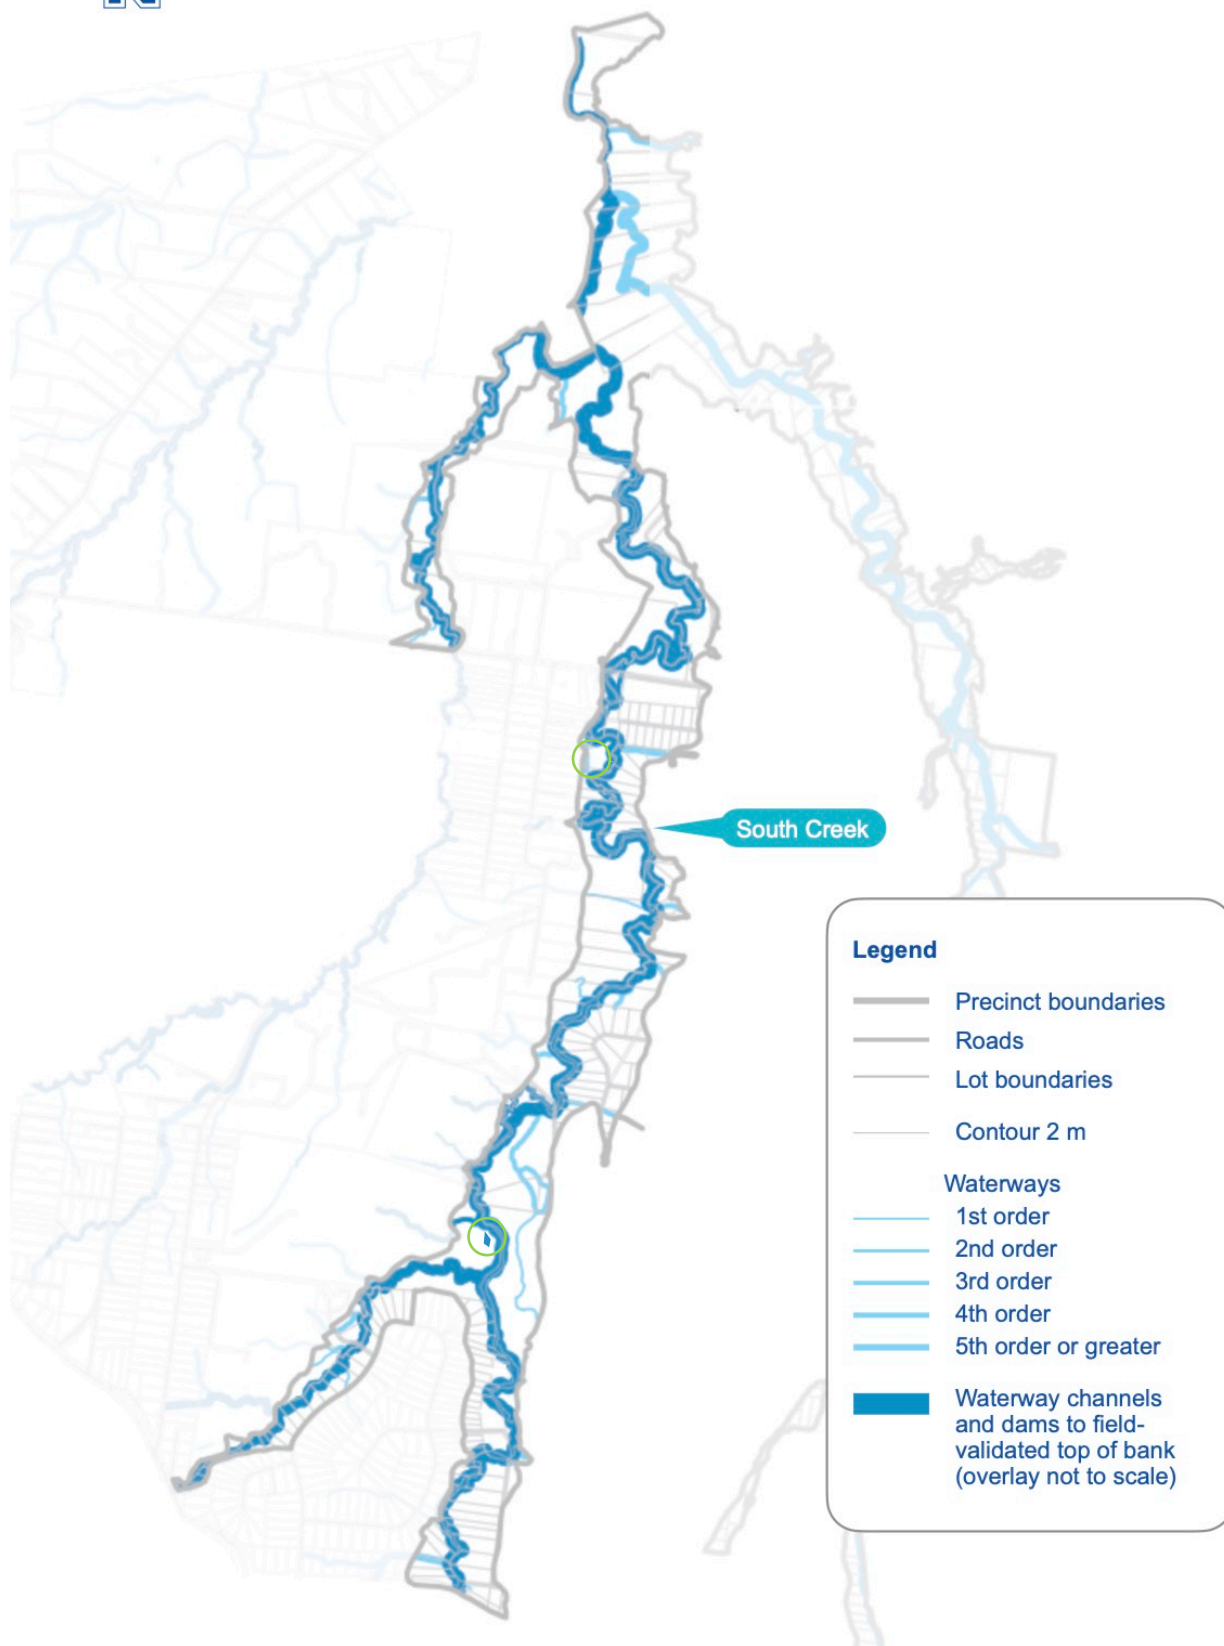 South Creek
Legend
Precinct boundaries
Roads
Lot boundaries
Contour 2 m
Waterways
1st order
2nd order
3rd order
4th order
5th order or greater
Waterway channels
and dams to field-
validated top of bank
(overlay not to scale)